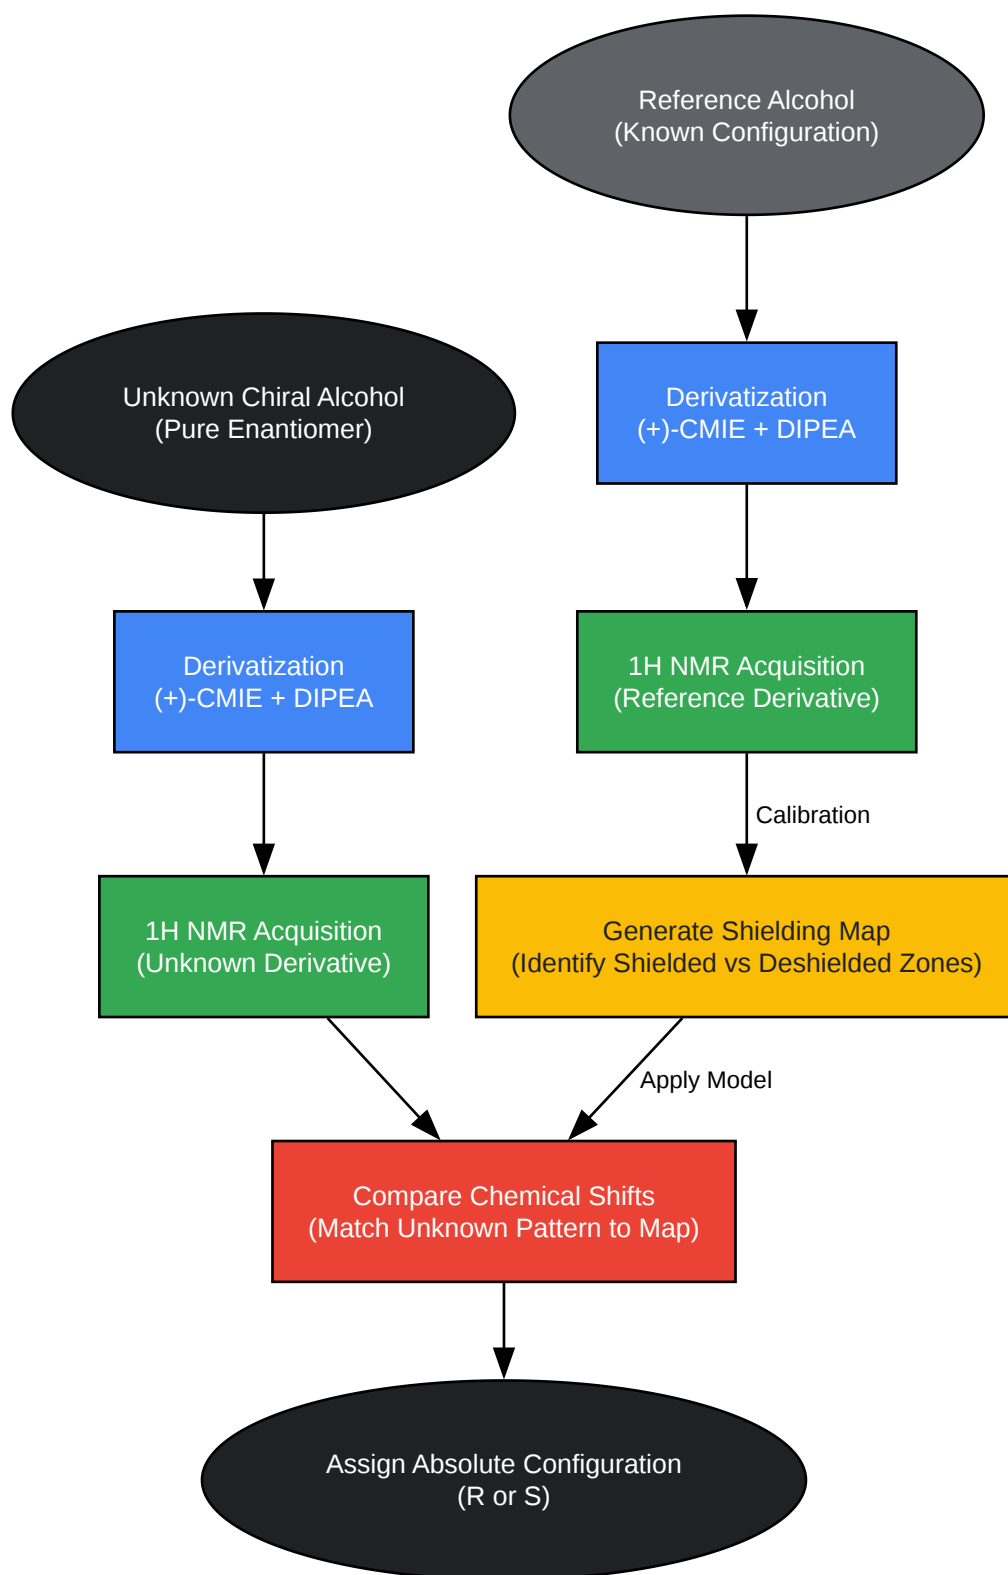 Reference Alcohol
(Known Configuration)
Unknown Chiral Alcohol
(Pure Enantiomer)
Derivatization
(+)-CMIE + DIPEA
Derivatization
(+)-CMIE + DIPEA
1H NMR Acquisition
(Reference Derivative)
Calibration
1H NMR Acquisition
(Unknown Derivative)
Generate Shielding Map
(Identify Shielded vs Deshielded Zones)
Apply Model
Compare Chemical Shifts
(Match Unknown Pattern to Map)
Assign Absolute Configuration
(R or S)